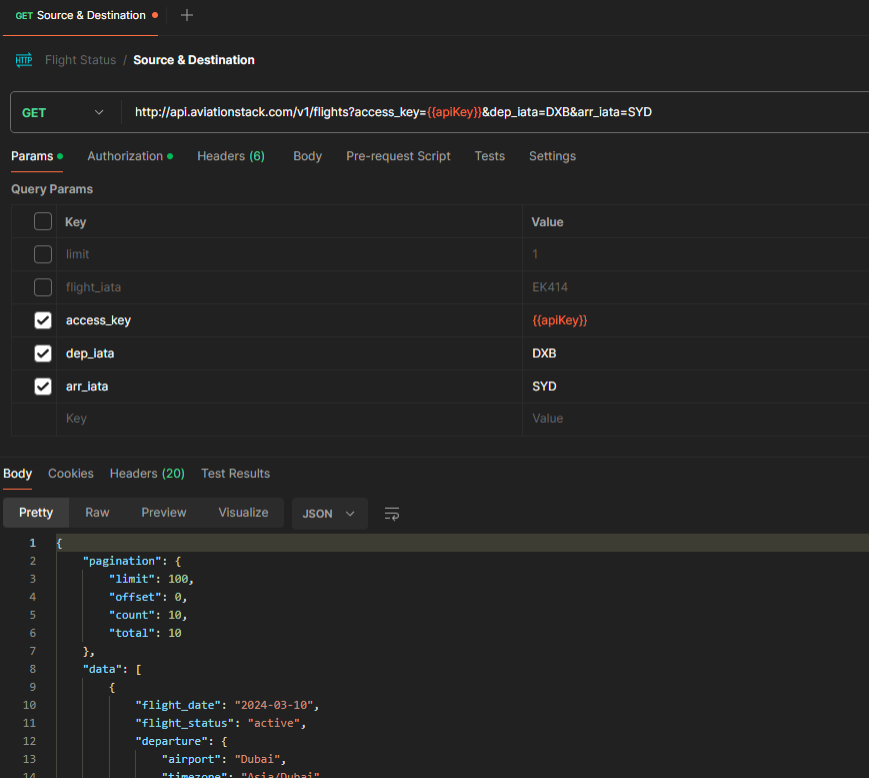 GET Source & Destination
HTTP Flight Status / Source & Destination
GET http://api.aviationstack.com/v1/flights?access_key={{apiKey}}&dep_iata=DXB&arr_iata=SYD
Params Authorization Headers (6) Body Pre-request Script Tests Settings
Query Params
Key Value
limit 1
flight_iata EK414
access_key {{apiKey}}
dep_iata DXB
arr_iata SYD
Key Value
Body Cookies Headers (20) Test Results
Pretty Raw Preview Visualize JSON
1 {
2 "pagination": {
3 "limit": 100,
4 "offset": 0,
5 "count": 10,
6 "total": 10
7 },
8 "data": [
9 {
10 "flight_date": "2024-03-10",
11 "flight_status": "active",
12 "departure": {
13 "airport": "Dubai",
14 "timezone": "Asia/Dubai"